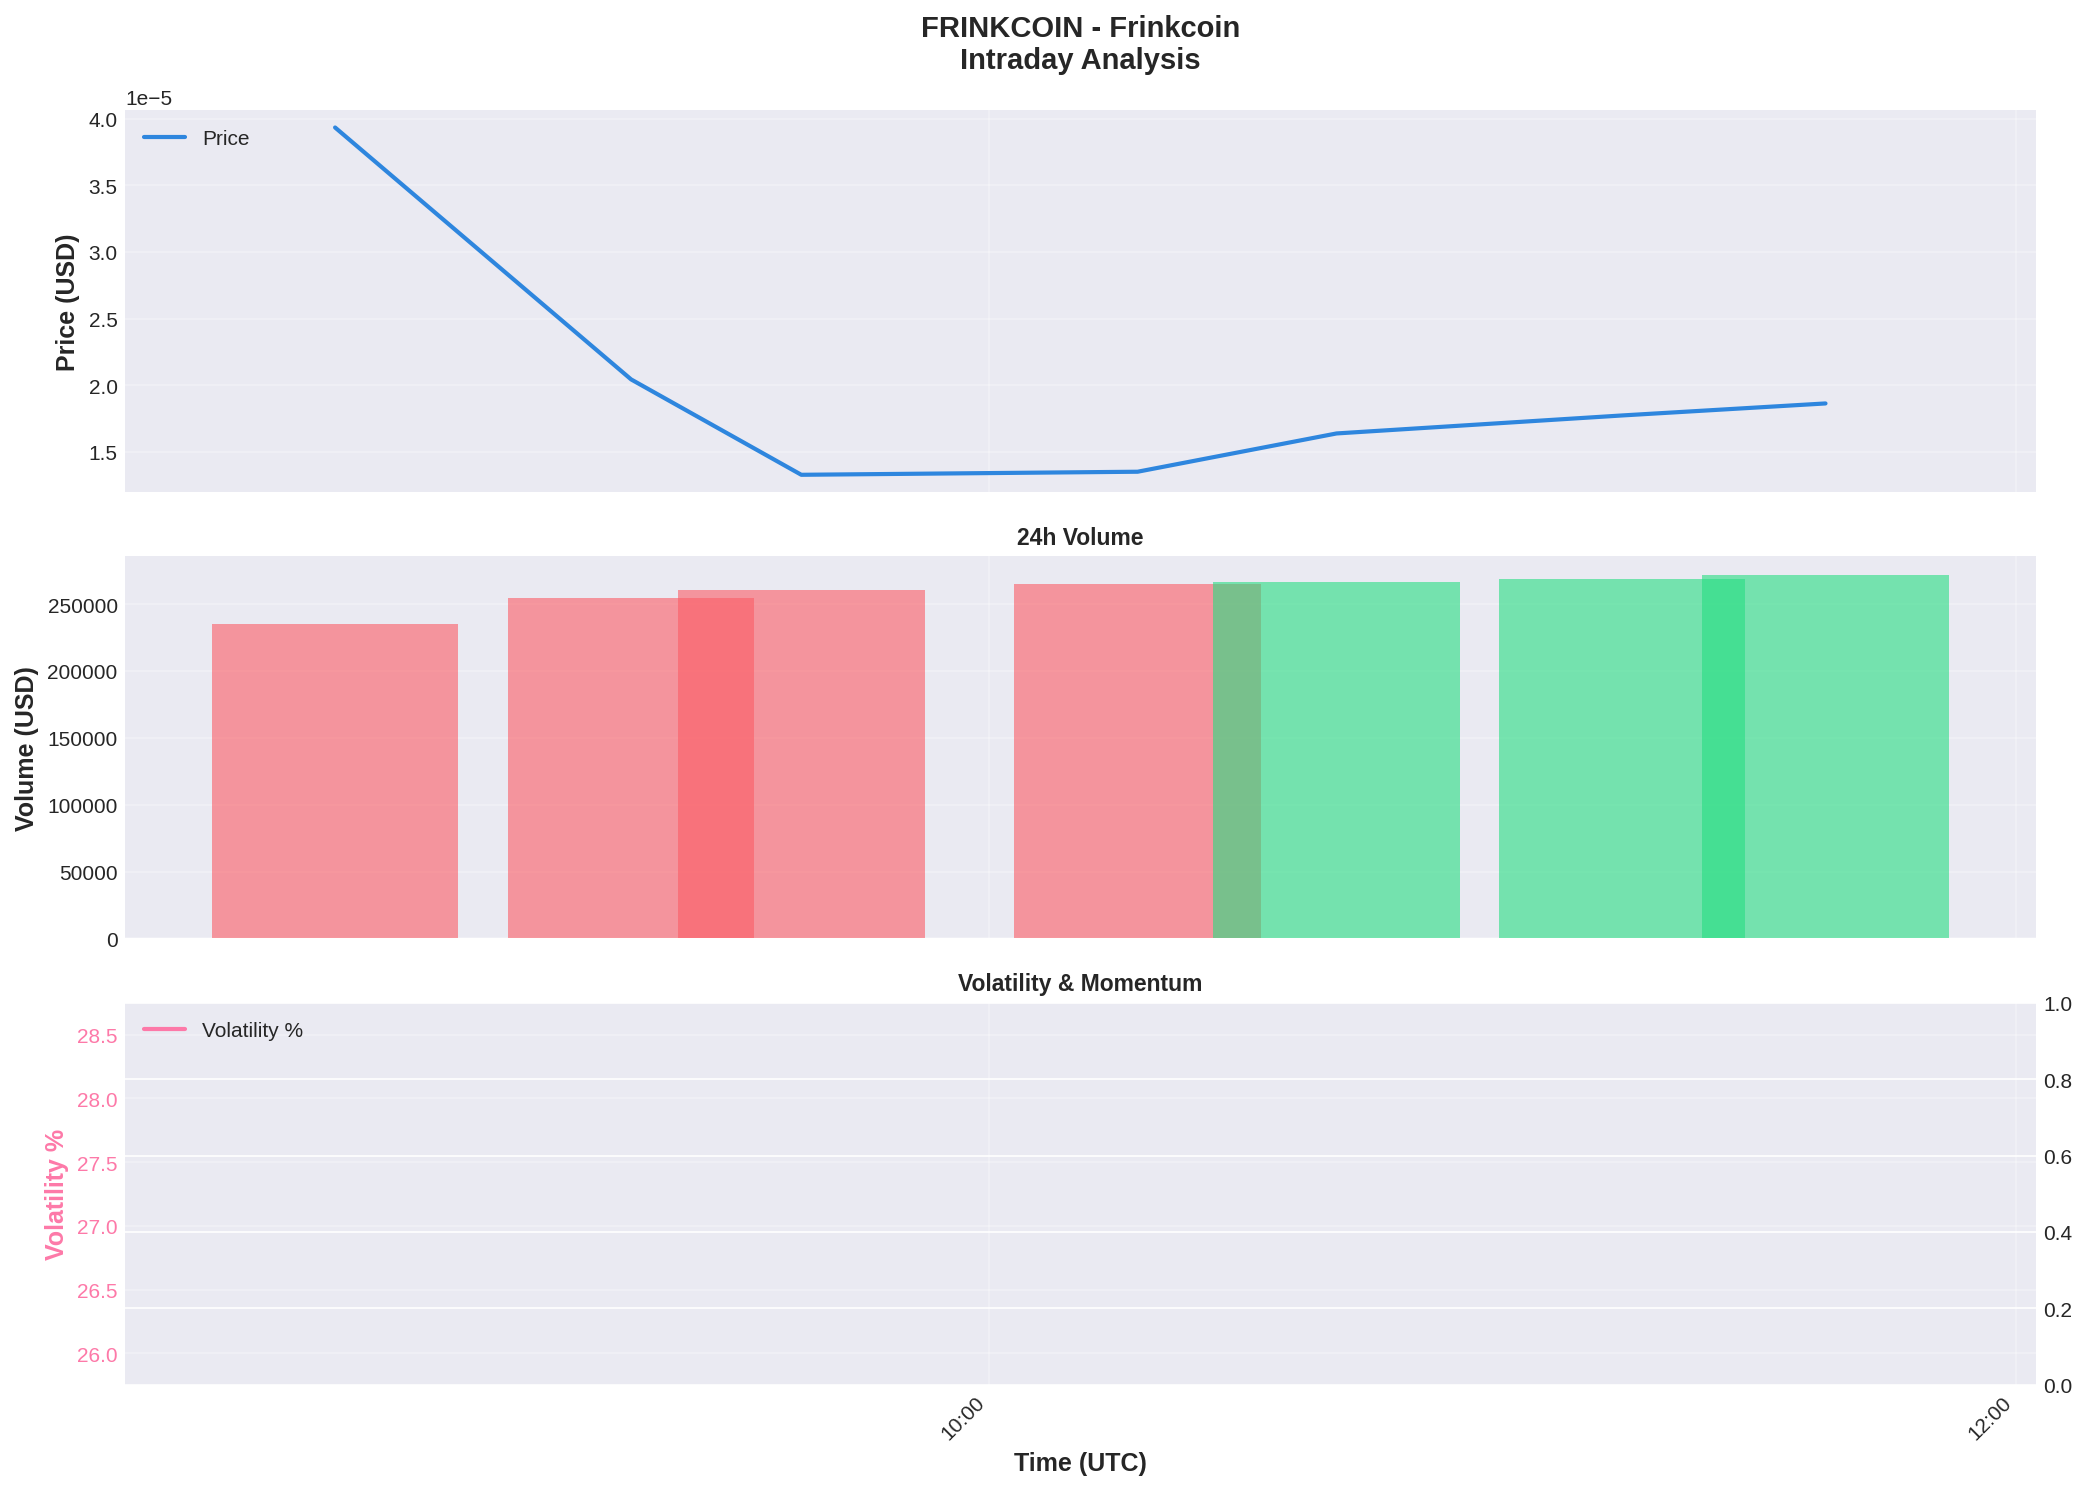 FRINKCOIN - Frinkcoin
Intraday Analysis
1e−5
4.0
3.5
3.0
2.5
2.0
1.5
Price (USD)
Price
24h Volume
250000
200000
150000
100000
50000
0
Volume (USD)
Volatility & Momentum
Volatility %
28.5
28.0
27.5
27.0
26.5
26.0
Volatility %
1.0
0.8
0.6
0.4
0.2
0.0
10:00
12:00
Time (UTC)